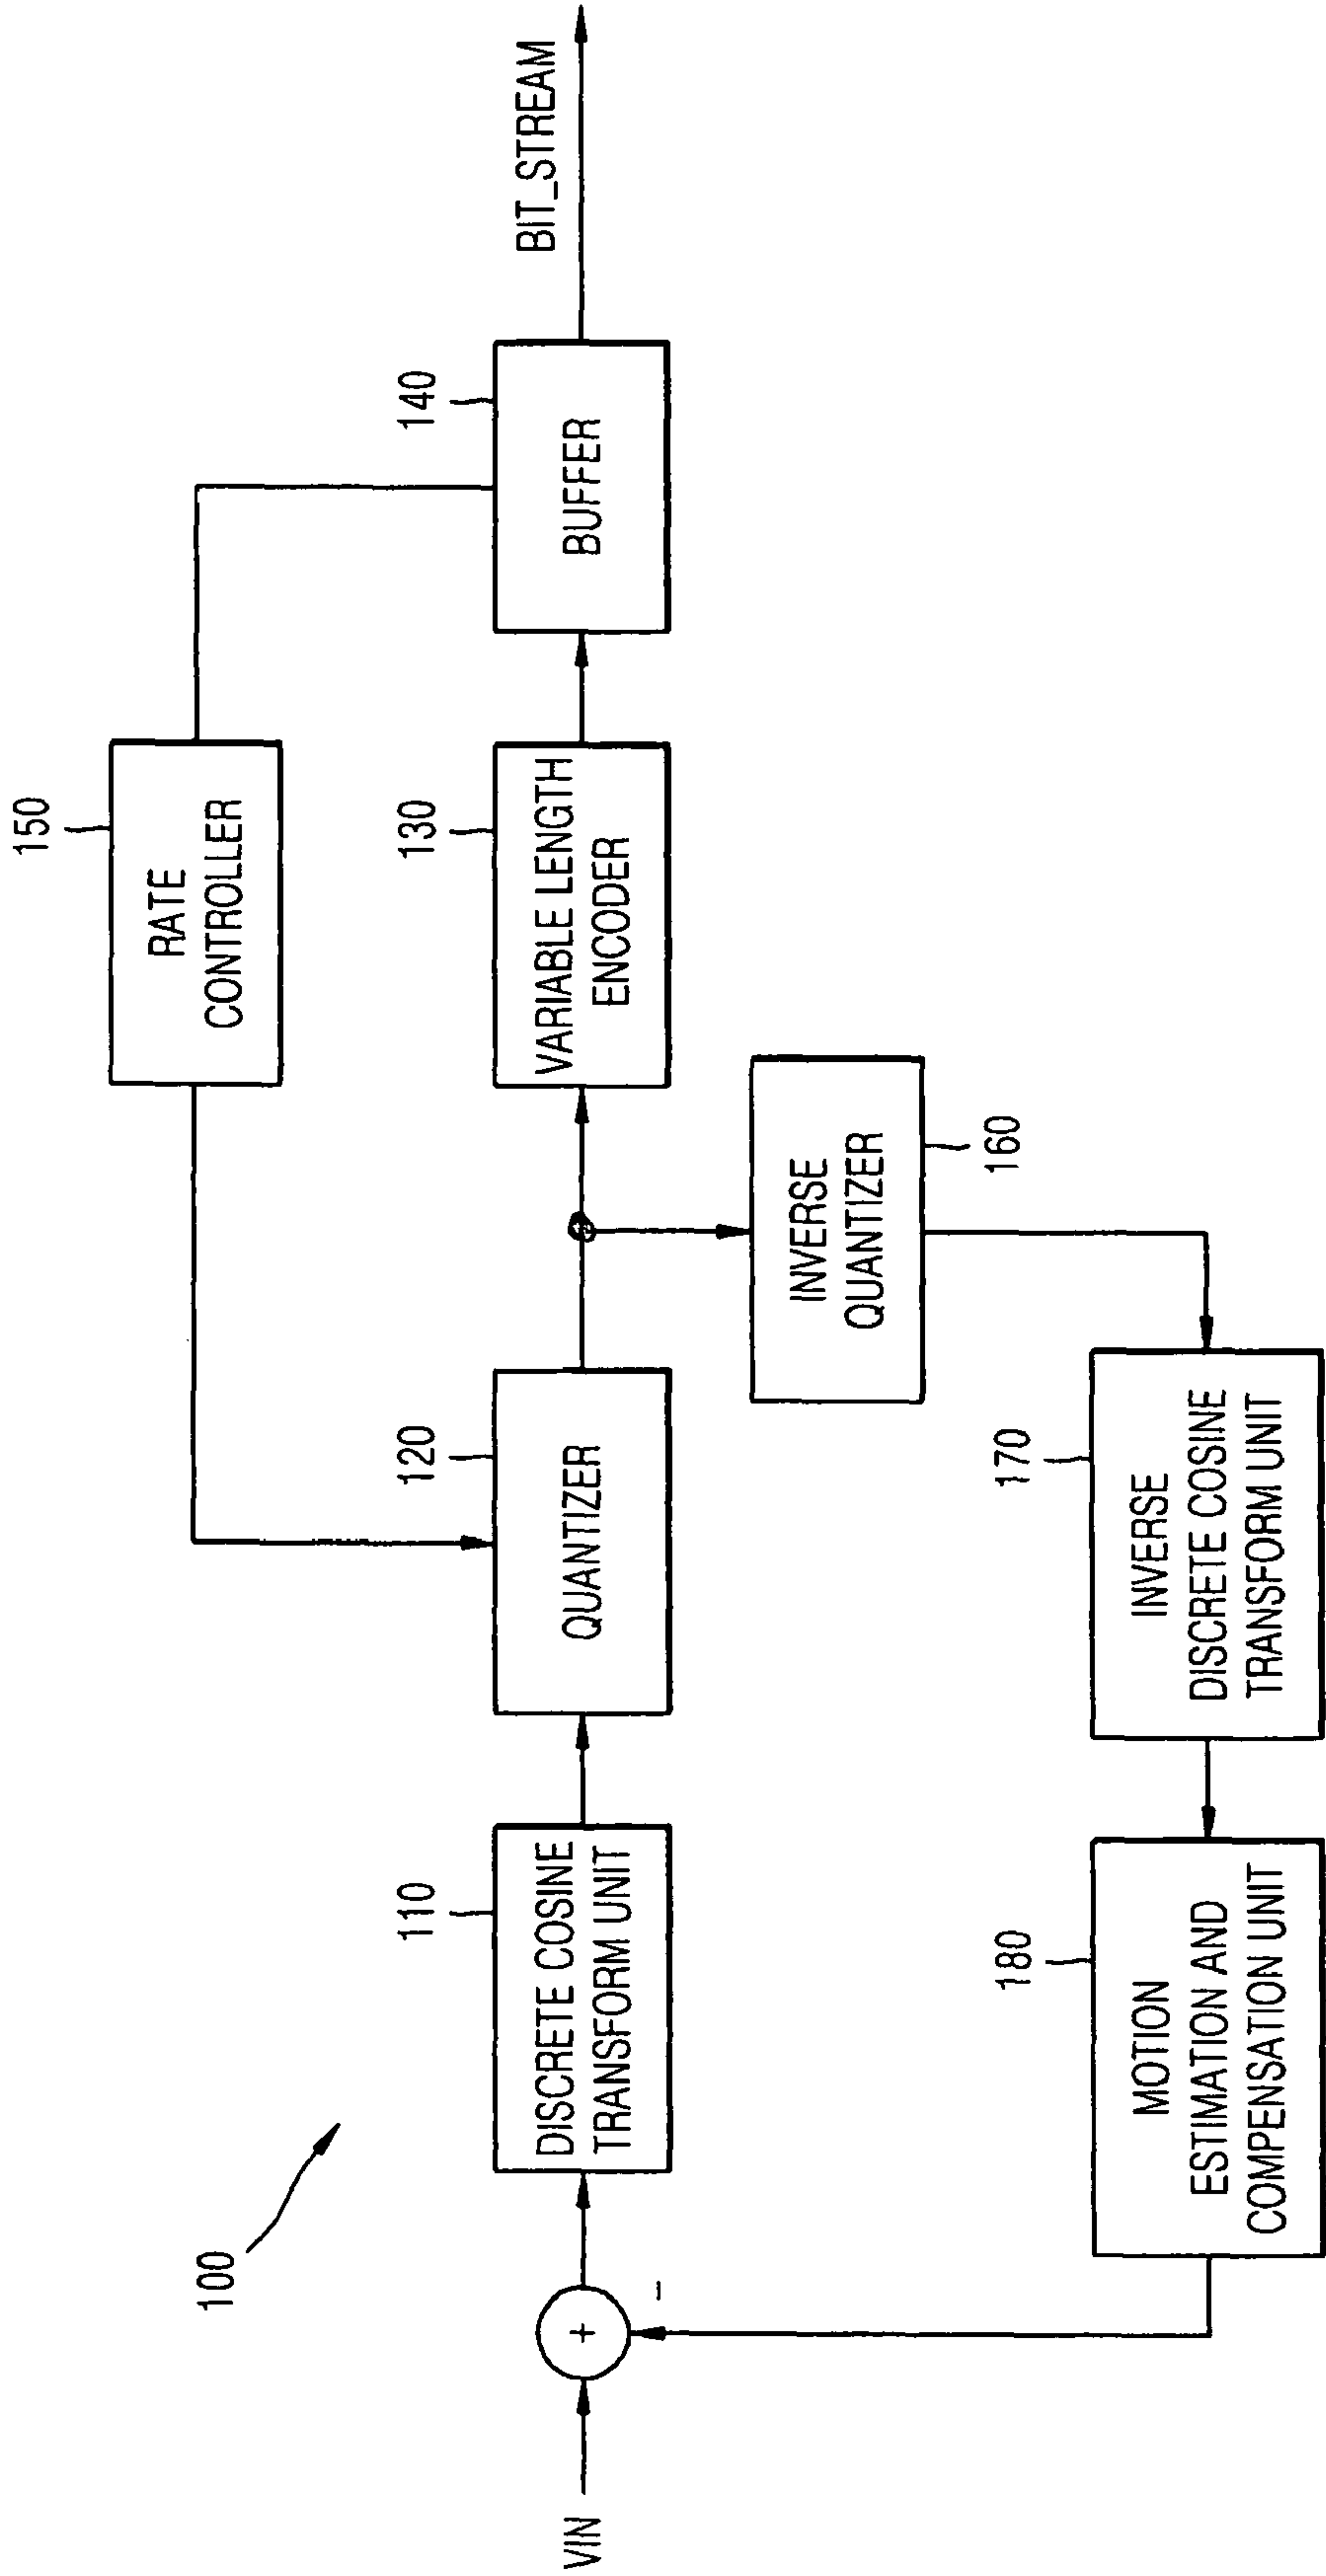 100
150
RATE
CONTROLLER
110
120
130
140
VIN
+
-
DISCRETE COSINE
TRANSFORM UNIT
QUANTIZER
VARIABLE LENGTH
ENCODER
BUFFER
BIT_STREAM
INVERSE
QUANTIZER
160
180
170
MOTION
ESTIMATION AND
COMPENSATION UNIT
INVERSE
DISCRETE COSINE
TRANSFORM UNIT